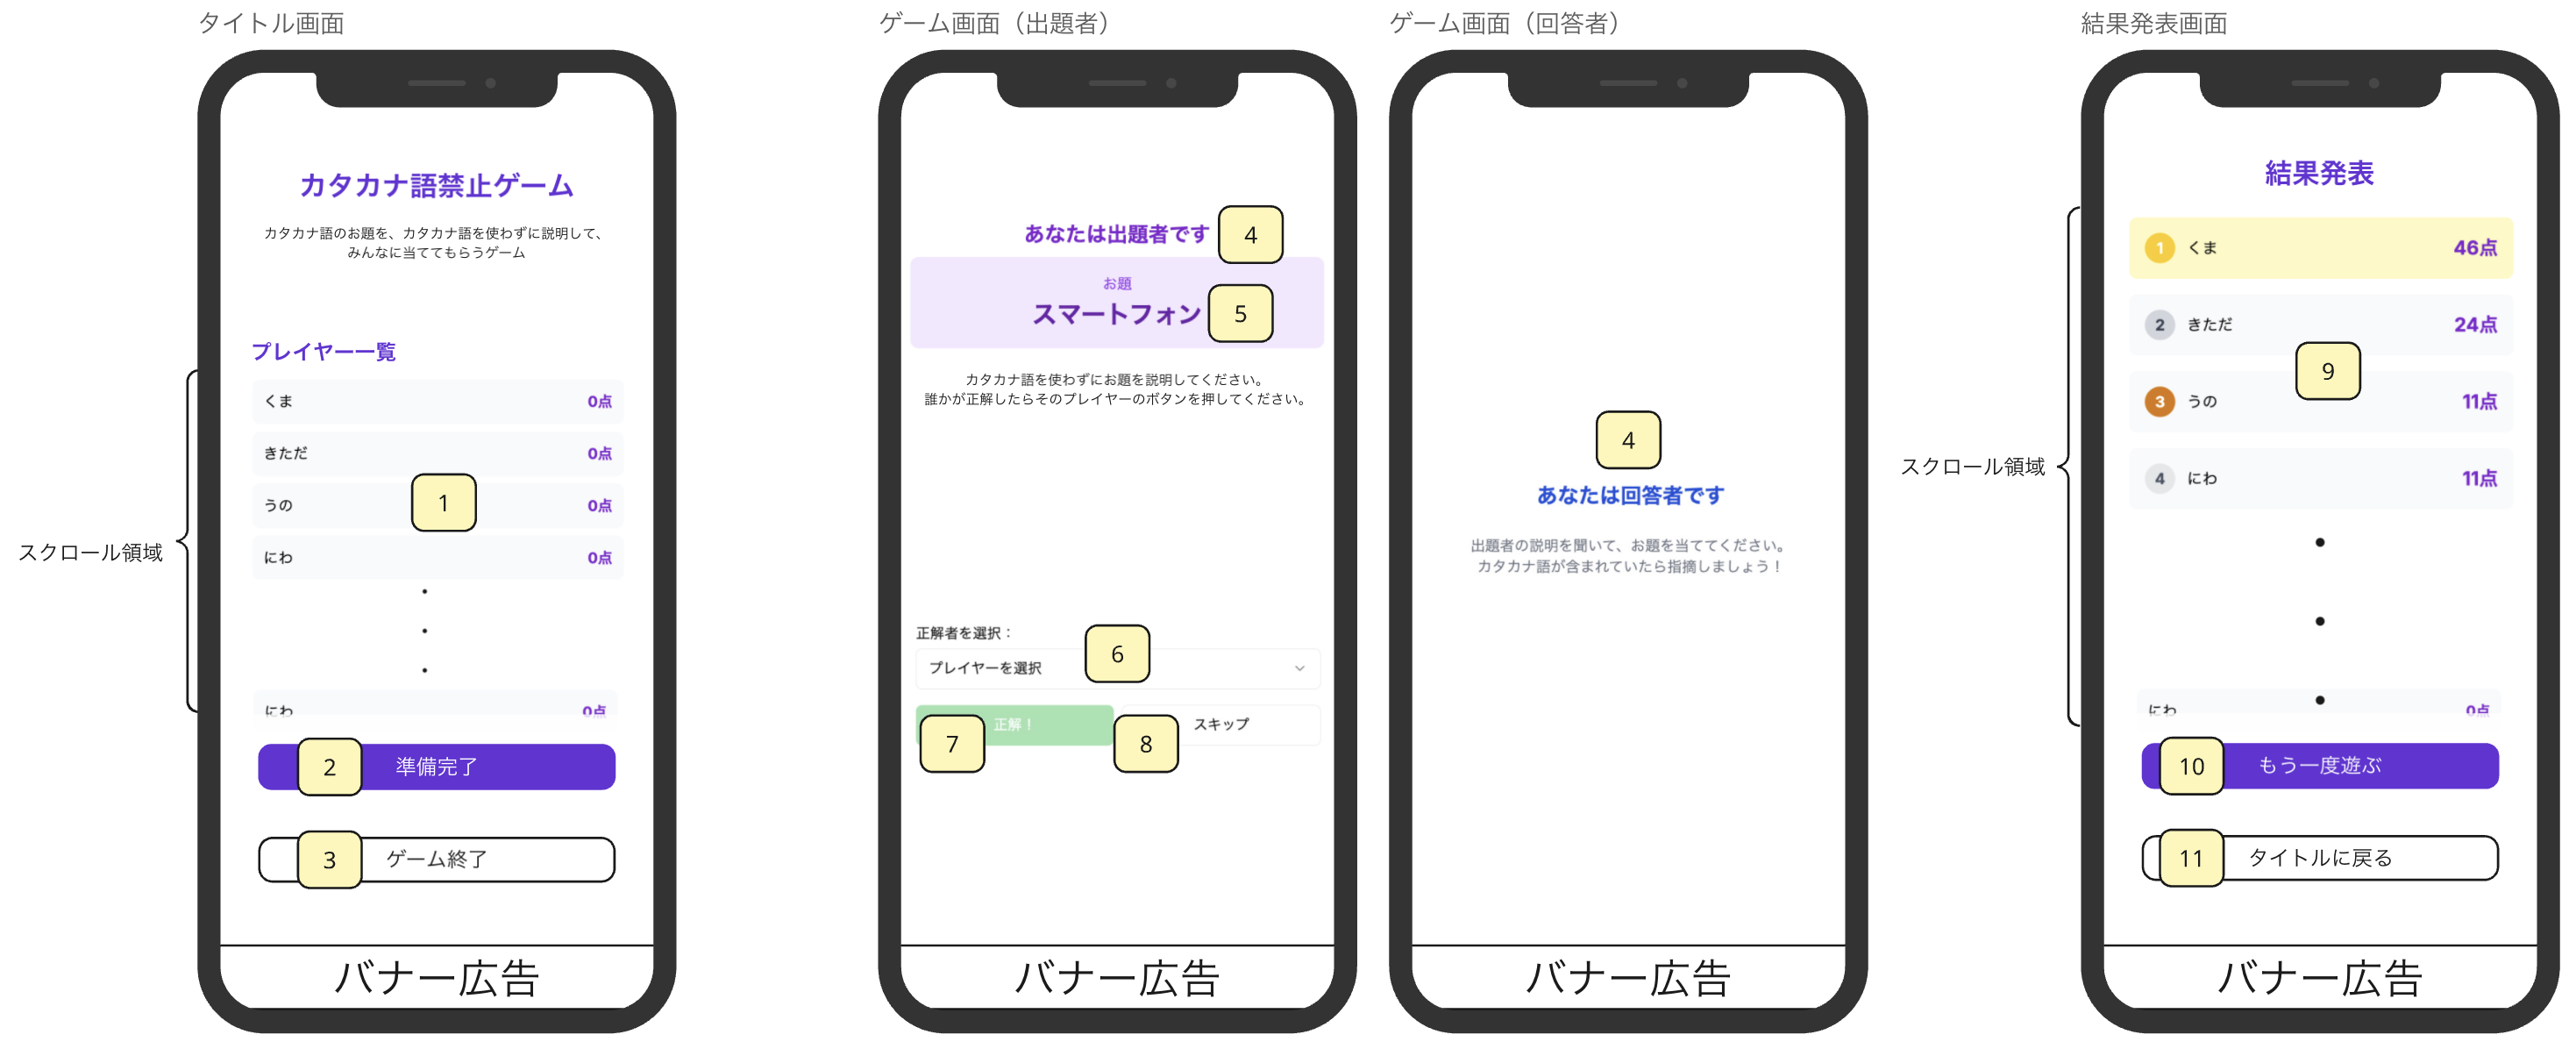 タイトル画面
カタカナ語禁止ゲーム
カタカナ語のお題を、カタカナ語を使わずに説明して、
みんなに当ててもらうゲーム
プレイヤー一覧
くま 0点
きただ 0点
1
うの 0点
にわ 0点
スクロール領域
にわ 0点
2 準備完了
3 ゲーム終了
バナー広告
ゲーム画面（出題者）
あなたは出題者です 4
お題
スマートフォン 5
カタカナ語を使わずにお題を説明してください。
誰かが正解したらそのプレイヤーのボタンを押してください。
正解者を選択：
6
プレイヤーを選択
7 正解！
8 スキップ
バナー広告
ゲーム画面（回答者）
4
あなたは回答者です
出題者の説明を聞いて、お題を当ててください。
カタカナ語が含まれていたら指摘しましょう！
バナー広告
結果発表画面
結果発表
1 くま 46点
2 きただ 24点
9
3 うの 11点
4 にわ 11点
スクロール領域
にわ 0点
10 もう一度遊ぶ
11 タイトルに戻る
バナー広告